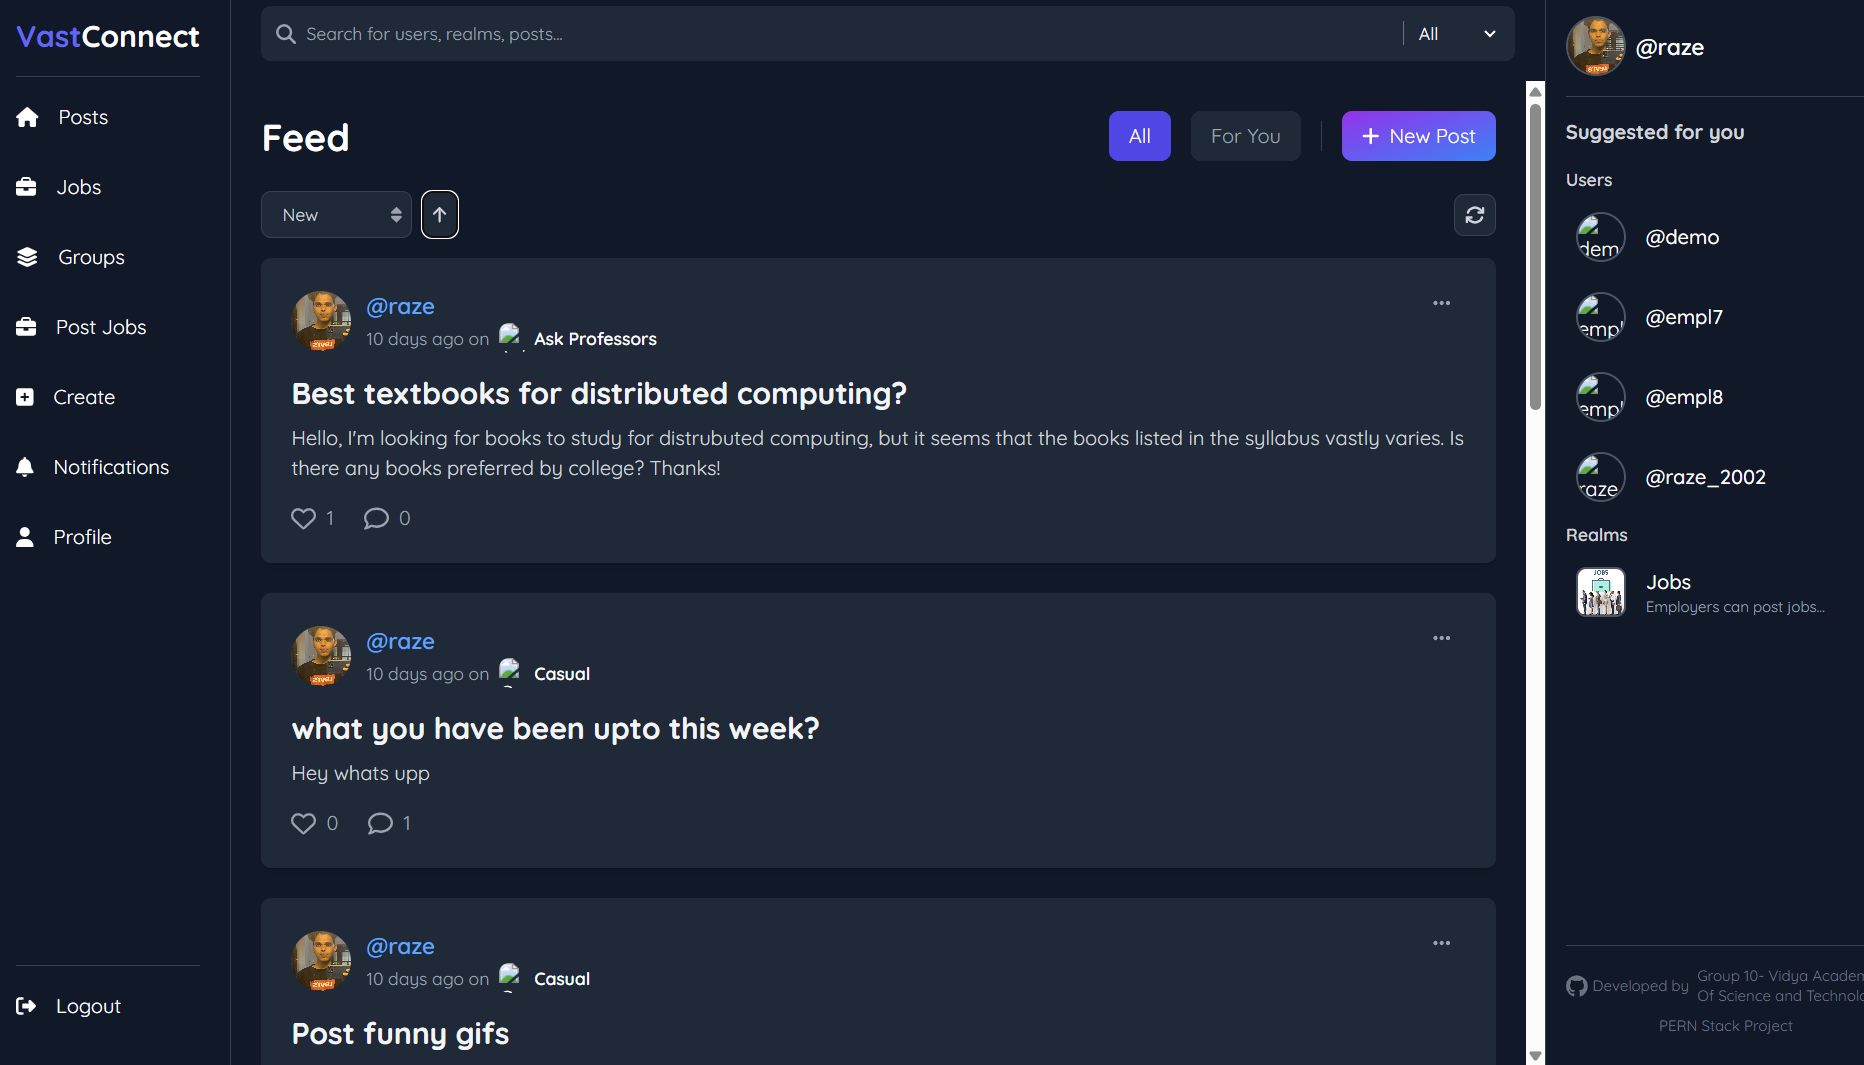 VastConnect
Posts
Jobs
Groups
Post Jobs
Create
Notifications
Profile
Logout
Search for users, realms, posts...
All
Feed
All
For You
New Post
New
@raze
10 days ago on Ask Professors
Best textbooks for distributed computing?
Hello, I'm looking for books to study for distrubuted computing, but it seems that the books listed in the syllabus vastly varies. Is
there any books preferred by college? Thanks!
1 0
@raze
10 days ago on Casual
what you have been upto this week?
Hey whats upp
0 1
@raze
10 days ago on Casual
Post funny gifs
@raze
Suggested for you
Users
dem @demo
empl @empl7
empl @empl8
raze @raze_2002
Realms
JOBS
Jobs
Employers can post jobs...
Developed by
Group 10- Vidya Academ
Of Science and Technolo
PERN Stack Project